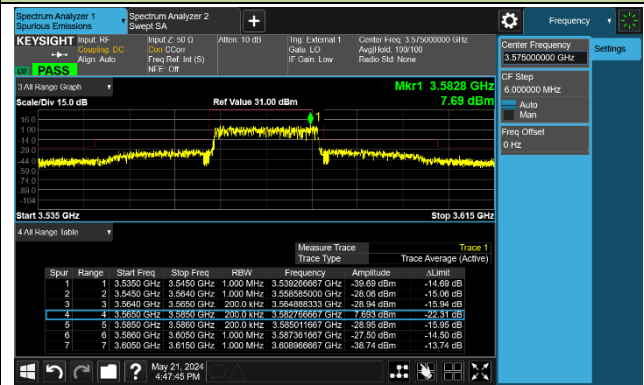 Spectrum Analyzer 1
Spurious Emissions
Spectrum Analyzer 2
Swept SA
Frequency
KEYSIGHT
Input: RF
Coupling: DC
Align: Auto
Input Z: 50 Ω
Corr CCorr
Freq Ref: Int (S)
NFE: Off
Atten: 10 dB
Trig: External 1
Gate: LO
IF Gain: Low
Center Freq: 3.575000000 GHz
Avg|Hold: 100/100
Radio Std: None
PASS
Center Frequency
3.575000000 GHz
Settings
CF Step
6.000000 MHz
Auto
Man
Freq Offset
0 Hz
3 All Range Graph
Mkr1 3.5828 GHz
7.69 dBm
Scale/Div 15.0 dB
Ref Value 31.00 dBm
16.0
1.00
-14.0
-29.0
-44.0
-59.0
-74.0
-89.0
-104
1
Start 3.535 GHz
Stop 3.615 GHz
4 All Range Table
Measure Trace Trace 1
Trace Type Trace Average (Active)
Spur Range Start Freq Stop Freq RBW Frequency Amplitude ΔLimit
1 1 3.5350 GHz 3.5450 GHz 1.000 MHz 3.539266667 GHz -39.69 dBm -14.69 dB
2 2 3.5450 GHz 3.5640 GHz 1.000 MHz 3.558585000 GHz -28.06 dBm -15.06 dB
3 3 3.5640 GHz 3.5650 GHz 200.0 kHz 3.564888333 GHz -28.94 dBm -15.94 dB
4 4 3.5650 GHz 3.5850 GHz 200.0 kHz 3.582766667 GHz 7.693 dBm -22.31 dB
5 5 3.5850 GHz 3.5860 GHz 200.0 kHz 3.585011667 GHz -28.95 dBm -15.95 dB
6 6 3.5860 GHz 3.6050 GHz 1.000 MHz 3.587361667 GHz -27.50 dBm -14.50 dB
7 7 3.6050 GHz 3.6150 GHz 1.000 MHz 3.608966667 GHz -38.74 dBm -13.74 dB
May 21, 2024
4:47:45 PM